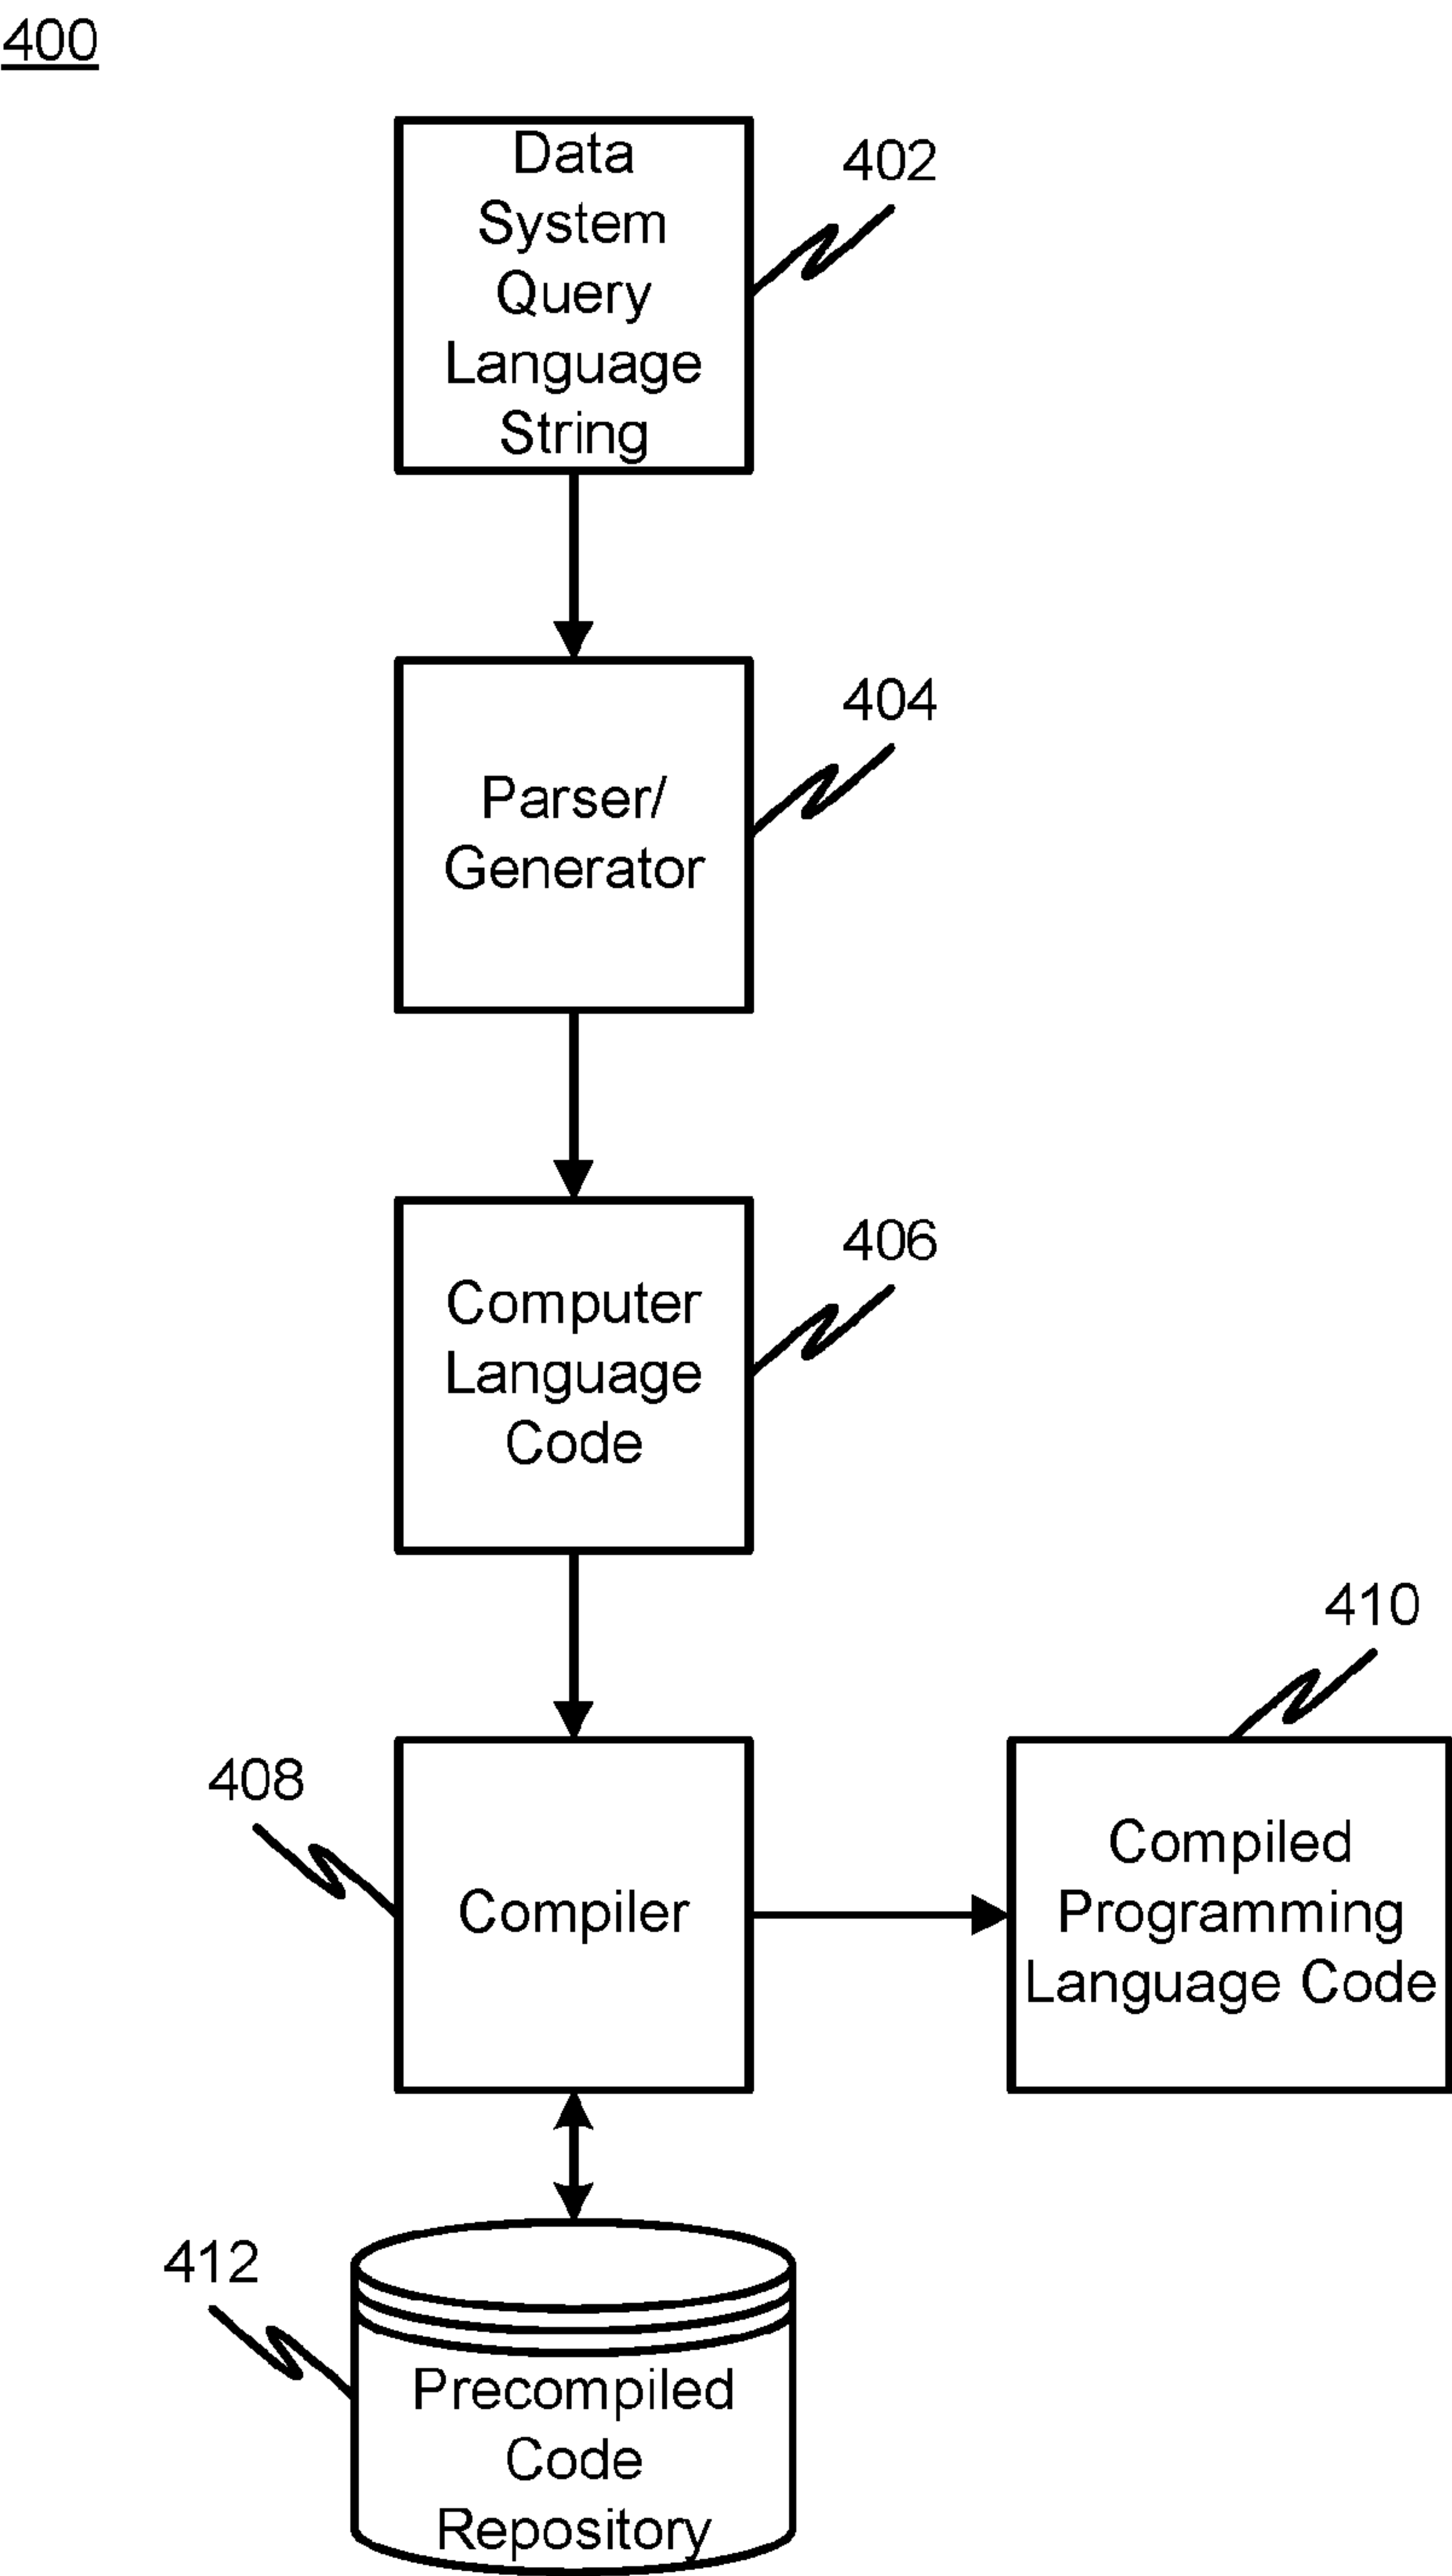 400
Data
System
Query
Language
String
402
Parser/
Generator
404
Computer
Language
Code
406
408
Compiler
410
Compiled
Programming
Language Code
412
Precompiled
Code
Repository